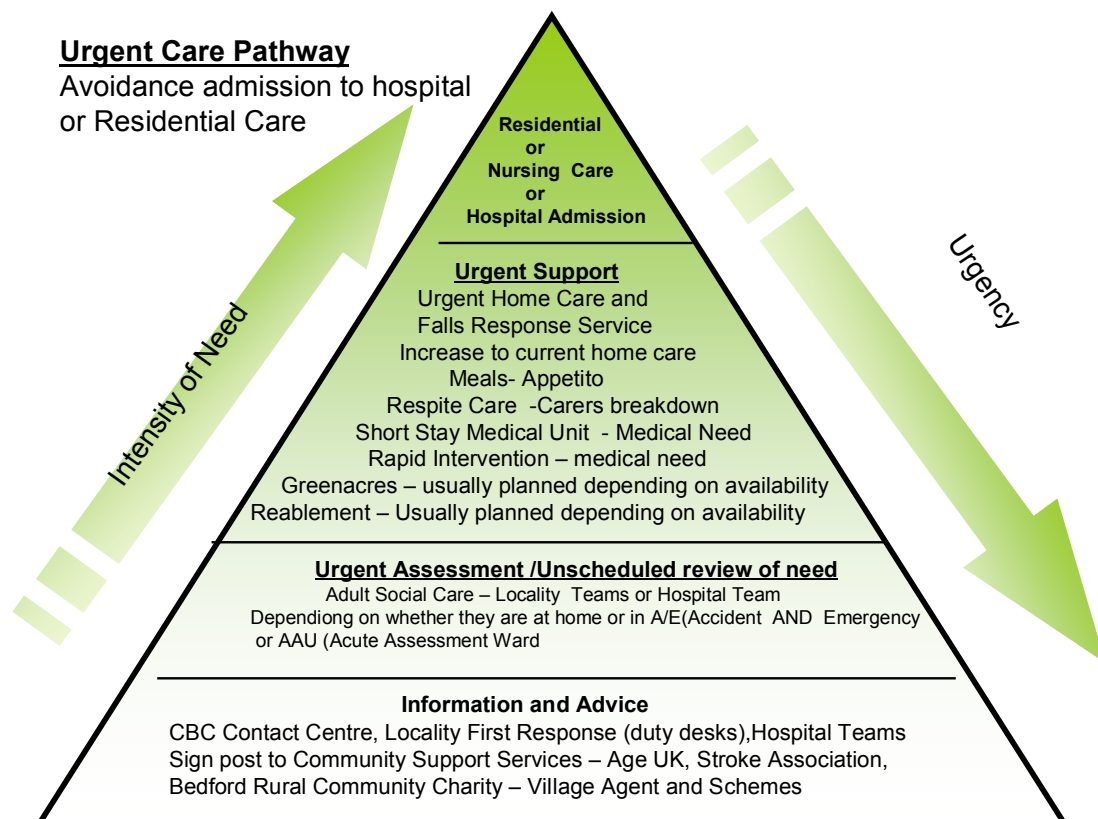 Urgent Care Pathway
Avoidance admission to hospital
or Residential Care
Intensity of Need
Urgency
Residential
or
Nursing Care
or
Hospital Admission
Urgent Support
Urgent Home Care and
Falls Response Service
Increase to current home care
Meals- Appetito
Respite Care -Carers breakdown
Short Stay Medical Unit - Medical Need
Rapid Intervention – medical need
Greenacres – usually planned depending on availability
Reablement – Usually planned depending on availability
Urgent Assessment /Unscheduled review of need
Adult Social Care – Locality Teams or Hospital Team
Dependiong on whether they are at home or in A/E(Accident AND Emergency
or AAU (Acute Assessment Ward
Information and Advice
CBC Contact Centre, Locality First Response (duty desks),Hospital Teams
Sign post to Community Support Services – Age UK, Stroke Association,
Bedford Rural Community Charity – Village Agent and Schemes